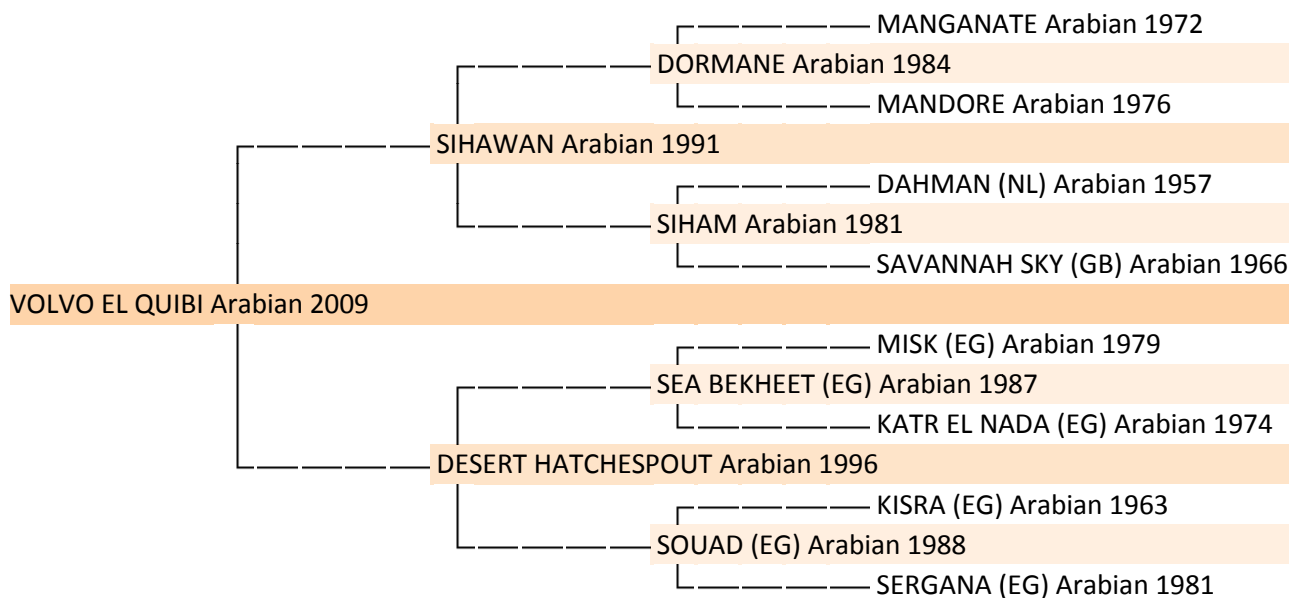 MANGANATE Arabian 1972
DORMANE Arabian 1984
MANDORE Arabian 1976
SIHAWAN Arabian 1991
DAHMAN (NL) Arabian 1957
SIHAM Arabian 1981
SAVANNAH SKY (GB) Arabian 1966
VOLVO EL QUIBI Arabian 2009
MISK (EG) Arabian 1979
SEA BEKHEET (EG) Arabian 1987
KATR EL NADA (EG) Arabian 1974
DESERT HATCHESPOUT Arabian 1996
KISRA (EG) Arabian 1963
SOUAD (EG) Arabian 1988
SERGANA (EG) Arabian 1981